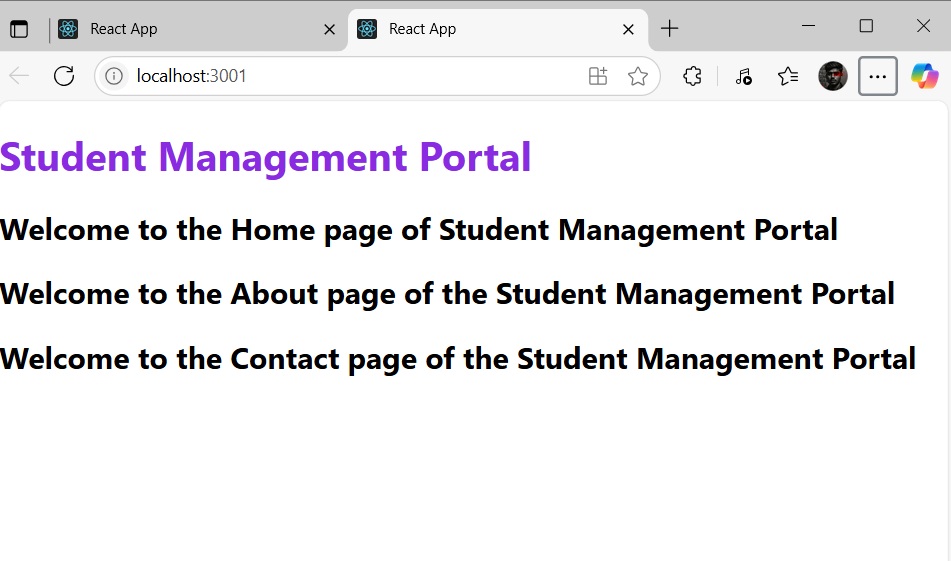 React App
React App
localhost:3001
Student Management Portal
Welcome to the Home page of Student Management Portal
Welcome to the About page of the Student Management Portal
Welcome to the Contact page of the Student Management Portal